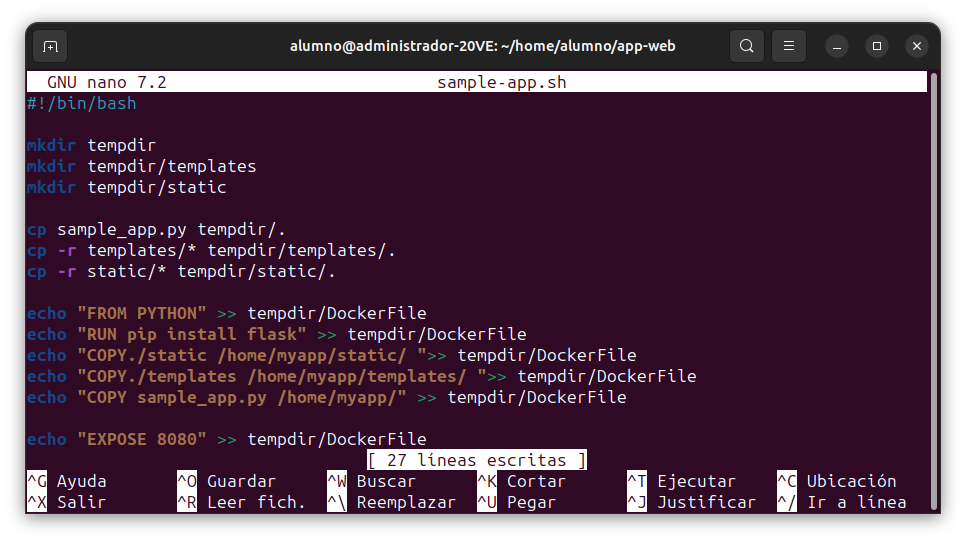 alumno@administrador-20VE: ~/home/alumno/app-web
GNU nano 7.2 sample-app.sh
#!/bin/bash
mkdir tempdir
mkdir tempdir/templates
mkdir tempdir/static
cp sample_app.py tempdir/.
cp -r templates/* tempdir/templates/.
cp -r static/* tempdir/static/.
echo "FROM PYTHON" >> tempdir/DockerFile
echo "RUN pip install flask" >> tempdir/DockerFile
echo "COPY./static /home/myapp/static/ ">> tempdir/DockerFile
echo "COPY./templates /home/myapp/templates/ ">> tempdir/DockerFile
echo "COPY sample_app.py /home/myapp/" >> tempdir/DockerFile
echo "EXPOSE 8080" >> tempdir/DockerFile
[ 27 líneas escritas ]
^G Ayuda ^O Guardar ^W Buscar ^K Cortar ^T Ejecutar ^C Ubicación
^X Salir ^R Leer fich. ^\ Reemplazar ^U Pegar ^J Justificar ^/ Ir a línea